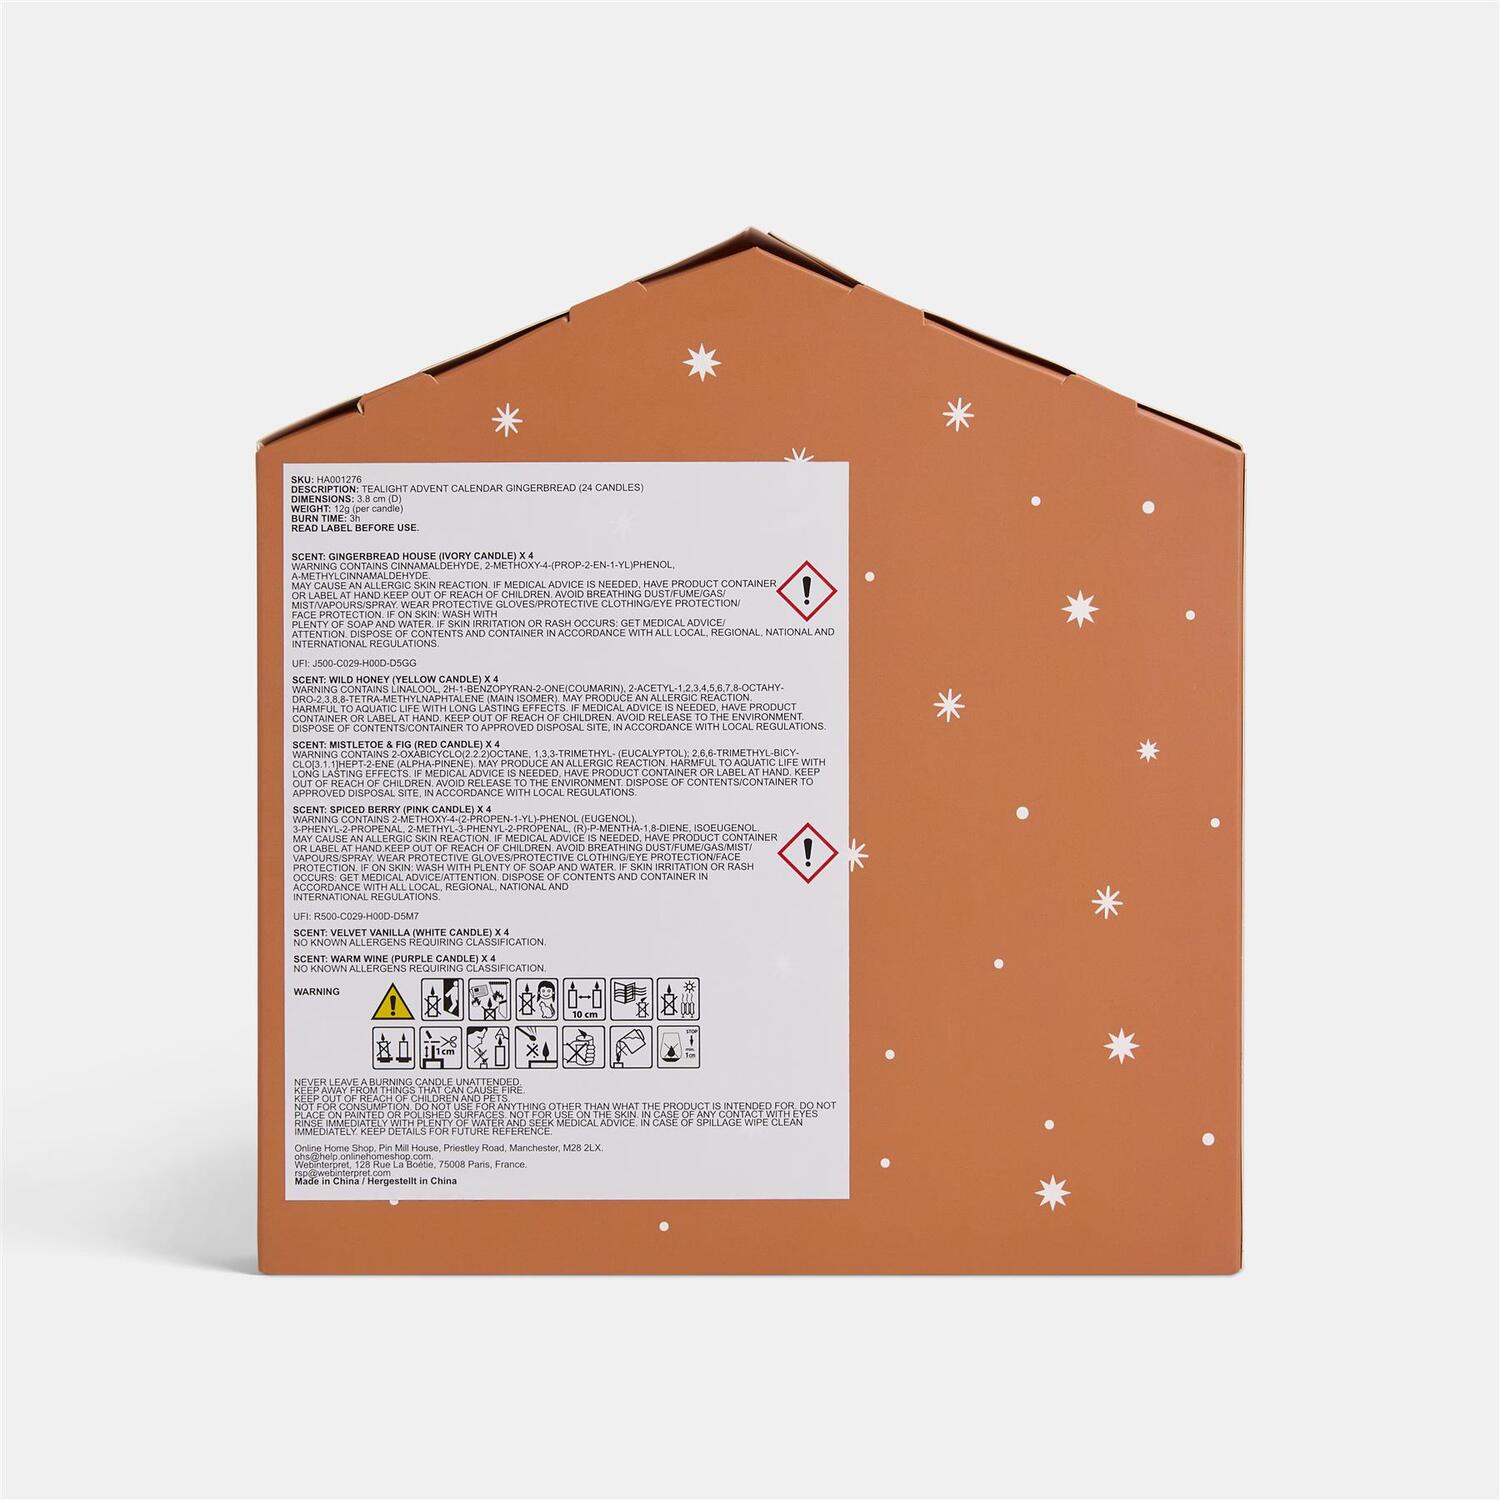 SKU: HA001276
DESCRIPTION: TEALIGHT ADVENT CALENDAR GINGERBREAD (24 CANDLES)
DIMENSIONS: 3.8 cm (D)
WEIGHT: 12g (per candle)
BURN TIME: 3h
READ LABEL BEFORE USE.
SCENT: GINGERBREAD HOUSE (IVORY CANDLE) X 4
WARNING CONTAINS CINNAMALDEHYDE, 2-METHOXY-4-(PROP-2-EN-1-YL)PHENOL,
A-METHYLCINNAMALDEHYDE.
MAY CAUSE AN ALLERGIC SKIN REACTION. IF MEDICAL ADVICE IS NEEDED, HAVE PRODUCT CONTAINER
OR LABEL AT HAND.KEEP OUT OF REACH OF CHILDREN. AVOID BREATHING DUST/FUME/GAS/
MIST/VAPOURS/SPRAY. WEAR PROTECTIVE GLOVES/PROTECTIVE CLOTHING/EYE PROTECTION/
FACE PROTECTION. IF ON SKIN: WASH WITH
PLENTY OF SOAP AND WATER. IF SKIN IRRITATION OR RASH OCCURS: GET MEDICAL ADVICE/
ATTENTION. DISPOSE OF CONTENTS AND CONTAINER IN ACCORDANCE WITH ALL LOCAL, REGIONAL, NATIONAL AND
INTERNATIONAL REGULATIONS.
UFI: J500-C029-H00D-D5GG
SCENT: WILD HONEY (YELLOW CANDLE) X 4
WARNING CONTAINS LINALOOL, 2H-1-BENZOPYRAN-2-ONE(COUMARIN), 2-ACETYL-1,2,3,4,5,6,7,8-OCTAHY-
DRO-2,3,8,8-TETRA-METHYLNAPHTALENE (MAIN ISOMER). MAY PRODUCE AN ALLERGIC REACTION.
HARMFUL TO AQUATIC LIFE WITH LONG LASTING EFFECTS. IF MEDICAL ADVICE IS NEEDED, HAVE PRODUCT
CONTAINER OR LABEL AT HAND. KEEP OUT OF REACH OF CHILDREN. AVOID RELEASE TO THE ENVIRONMENT.
DISPOSE OF CONTENTS/CONTAINER TO APPROVED DISPOSAL SITE, IN ACCORDANCE WITH LOCAL REGULATIONS.
SCENT: MISTLETOE & FIG (RED CANDLE) X 4
WARNING CONTAINS 2-OXABICYCLO(2.2.2)OCTANE, 1,3,3-TRIMETHYL- (EUCALYPTOL); 2,6,6-TRIMETHYL-BICY-
CLO[3.1.1]HEPT-2-ENE (ALPHA-PINENE). MAY PRODUCE AN ALLERGIC REACTION. HARMFUL TO AQUATIC LIFE WITH
LONG LASTING EFFECTS. IF MEDICAL ADVICE IS NEEDED, HAVE PRODUCT CONTAINER OR LABEL AT HAND. KEEP
OUT OF REACH OF CHILDREN. AVOID RELEASE TO THE ENVIRONMENT. DISPOSE OF CONTENTS/CONTAINER TO
APPROVED DISPOSAL SITE, IN ACCORDANCE WITH LOCAL REGULATIONS.
SCENT: SPICED BERRY (PINK CANDLE) X 4
WARNING CONTAINS 2-METHOXY-4-(2-PROPEN-1-YL)-PHENOL (EUGENOL),
3-PHENYL-2-PROPENAL, 2-METHYL-3-PHENYL-2-PROPENAL, (R)-P-MENTHA-1,8-DIENE, ISOEUGENOL.
MAY CAUSE AN ALLERGIC SKIN REACTION. IF MEDICAL ADVICE IS NEEDED, HAVE PRODUCT CONTAINER
OR LABEL AT HAND.KEEP OUT OF REACH OF CHILDREN. AVOID BREATHING DUST/FUME/GAS/MIST/
VAPOURS/SPRAY. WEAR PROTECTIVE GLOVES/PROTECTIVE CLOTHING/EYE PROTECTION/FACE
PROTECTION. IF ON SKIN: WASH WITH PLENTY OF SOAP AND WATER. IF SKIN IRRITATION OR RASH
OCCURS: GET MEDICAL ADVICE/ATTENTION. DISPOSE OF CONTENTS AND CONTAINER IN
ACCORDANCE WITH ALL LOCAL, REGIONAL, NATIONAL AND
INTERNATIONAL REGULATIONS.
UFI: R500-C029-H00D-D5M7
SCENT: VELVET VANILLA (WHITE CANDLE) X 4
NO KNOWN ALLERGENS REQUIRING CLASSIFICATION.
SCENT: WARM WINE (PURPLE CANDLE) X 4
NO KNOWN ALLERGENS REQUIRING CLASSIFICATION.
WARNING
10 cm
1cm
STOP
min.
1cm
NEVER LEAVE A BURNING CANDLE UNATTENDED.
KEEP AWAY FROM THINGS THAT CAN CAUSE FIRE.
KEEP OUT OF REACH OF CHILDREN AND PETS.
NOT FOR CONSUMPTION. DO NOT USE FOR ANYTHING OTHER THAN WHAT THE PRODUCT IS INTENDED FOR. DO NOT
PLACE ON PAINTED OR POLISHED SURFACES. NOT FOR USE ON THE SKIN. IN CASE OF ANY CONTACT WITH EYES
RINSE IMMEDIATELY WITH PLENTY OF WATER AND SEEK MEDICAL ADVICE. IN CASE OF SPILLAGE WIPE CLEAN
IMMEDIATELY. KEEP DETAILS FOR FUTURE REFERENCE.
Online Home Shop, Pin Mill House, Priestley Road, Manchester, M28 2LX.
ohs@help.onlinehomeshop.com.
Webinterpret, 128 Rue La Boétie, 75008 Paris, France.
rsp@webinterpret.com
Made in China / Hergestellt in China